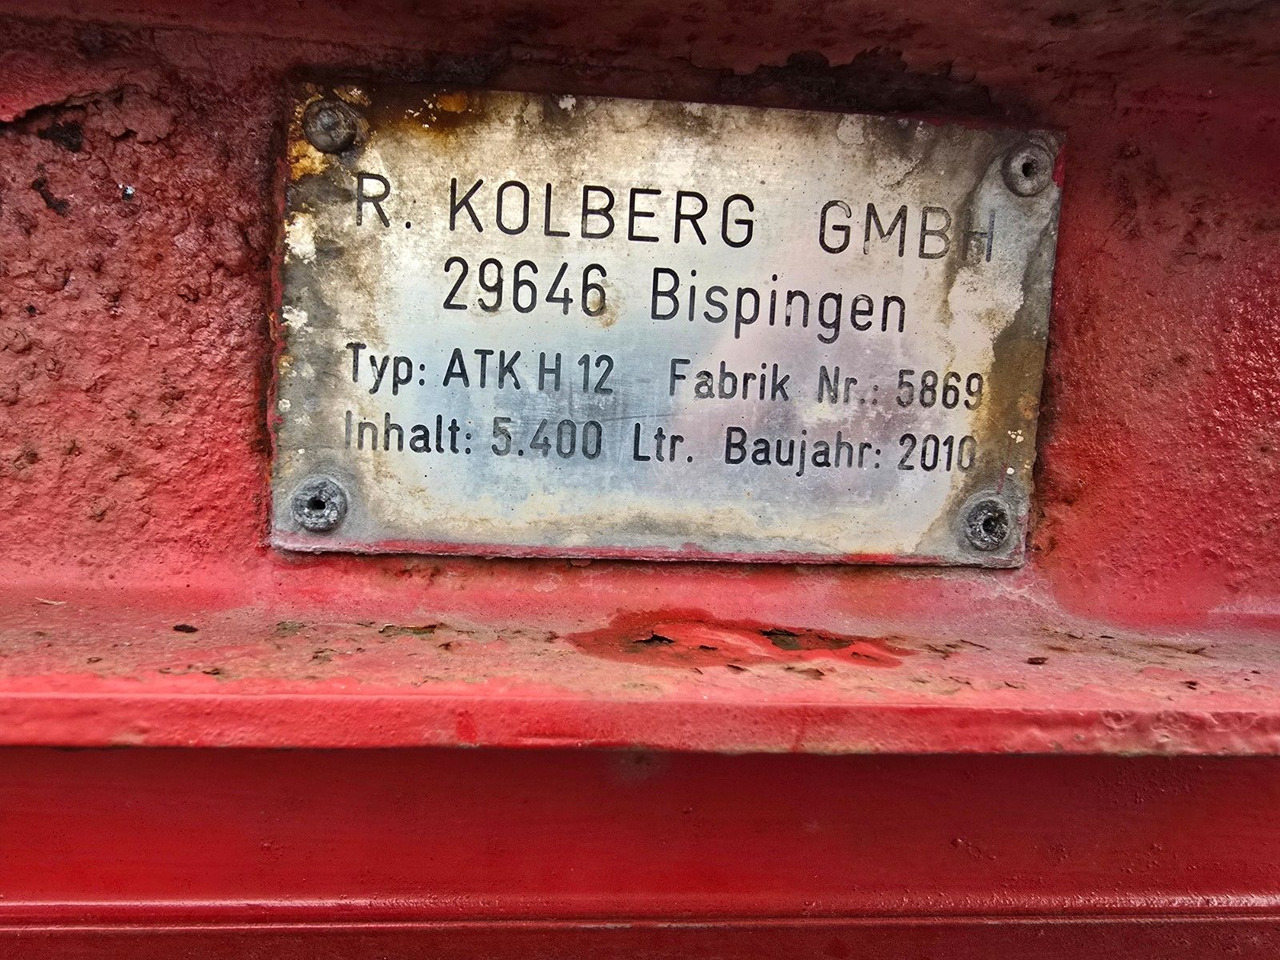 R. KOLBERG GMBH
29646 Bispingen
Typ: ATK H 12 Fabrik Nr.: 5869
Inhalt: 5.400 Ltr. Baujahr: 2010